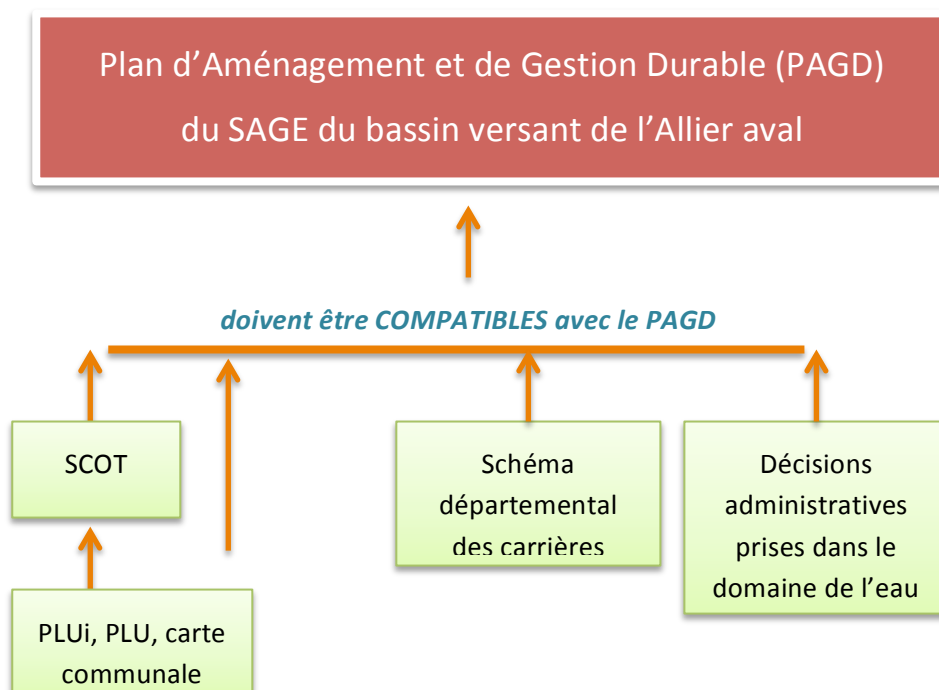 Plan d’Aménagement et de Gestion Durable (PAGD)
du SAGE du bassin versant de l’Allier aval
doivent être COMPATIBLES avec le PAGD
SCOT
Schéma
départemental
des carrières
Décisions
administratives
prises dans le
domaine de l’eau
PLUi, PLU, carte
communale